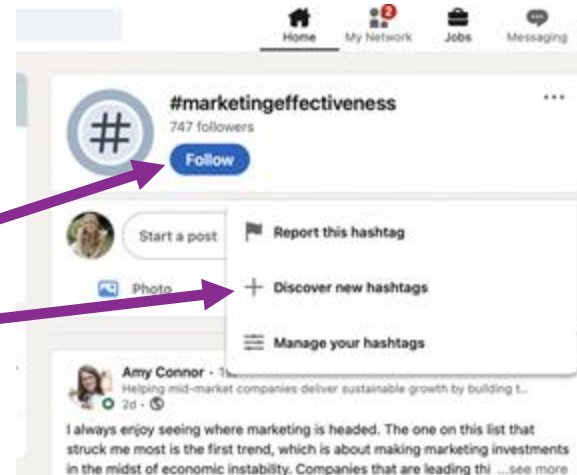 2
Home My Network Jobs Messaging
#
#marketingeffectiveness
747 followers
Follow
Start a post
Report this hashtag
Photo
Discover new hashtags
Manage your hashtags
Amy Connor
Helping mid-market companies deliver sustainable growth by building t...
2d •
I always enjoy seeing where marketing is headed. The one on this list that
struck me most is the first trend, which is about making marketing investments
in the midst of economic instability. Companies that are leading the ...see more